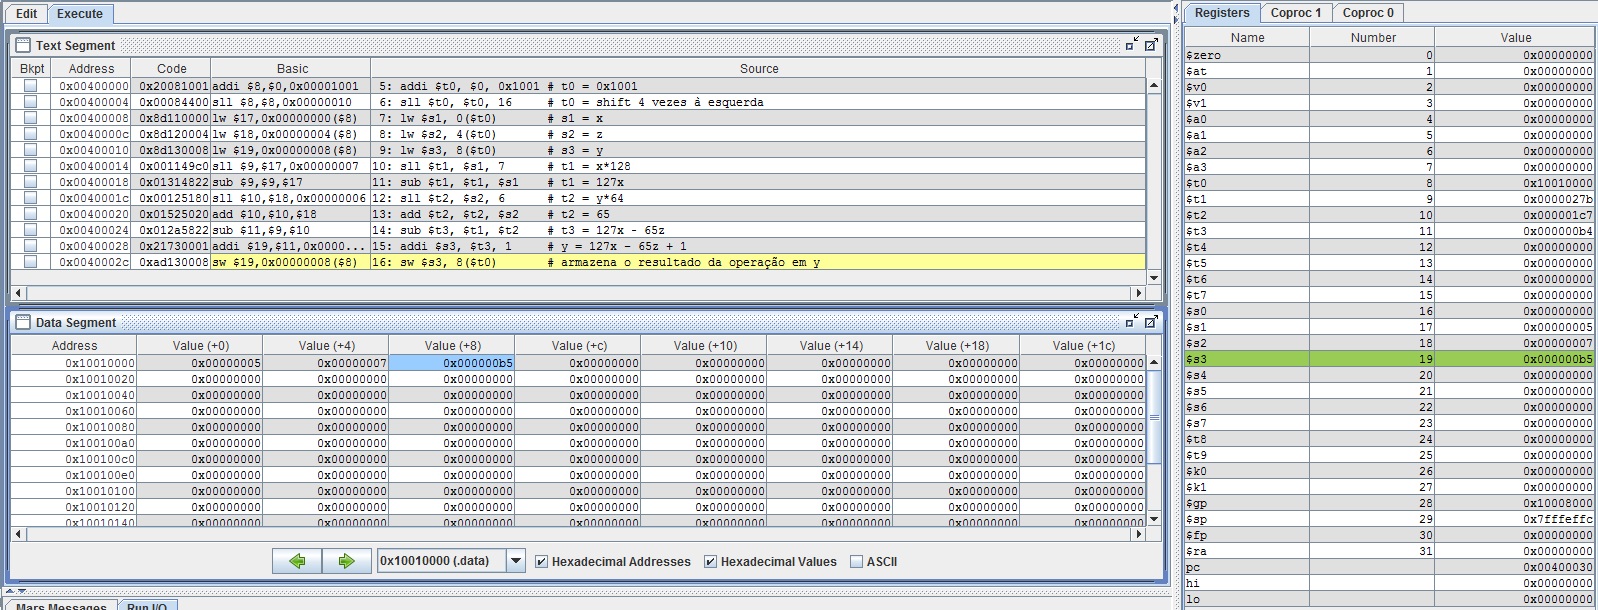 Edit Execute
Text Segment
Bkpt Address Code Basic Source
0x00400000 0x20081001 addi $8,$0,0x00001001 5: addi $t0, $0, 0x1001 # t0 = 0x1001
0x00400004 0x00084400 sll $8,$8,0x00000010 6: sll $t0, $t0, 16 # t0 = shift 4 vezes à esquerda
0x00400008 0x8d110000 lw $17,0x00000000($8) 7: lw $s1, 0($t0) # s1 = x
0x0040000c 0x8d120004 lw $18,0x00000004($8) 8: lw $s2, 4($t0) # s2 = z
0x00400010 0x8d130008 lw $19,0x00000008($8) 9: lw $s3, 8($t0) # s3 = y
0x00400014 0x001149c0 sll $9,$17,0x00000007 10: sll $t1, $s1, 7 # t1 = x*128
0x00400018 0x01314822 sub $9,$9,$17 11: sub $t1, $t1, $s1 # t1 = 127x
0x0040001c 0x00125180 sll $10,$18,0x00000006 12: sll $t2, $s2, 6 # t2 = y*64
0x00400020 0x01525020 add $10,$10,$18 13: add $t2, $t2, $s2 # t2 = 65
0x00400024 0x012a5822 sub $11,$9,$10 14: sub $t3, $t1, $t2 # t3 = 127x - 65z
0x00400028 0x21730001 addi $19,$11,0x0000... 15: addi $s3, $t3, 1 # y = 127x - 65z + 1
0x0040002c 0xad130008 sw $19,0x00000008($8) 16: sw $s3, 8($t0) # armazena o resultado da operação em y
Data Segment
Address Value (+0) Value (+4) Value (+8) Value (+c) Value (+10) Value (+14) Value (+18) Value (+1c)
0x10010000 0x00000005 0x00000007 0x000000b5 0x00000000 0x00000000 0x00000000 0x00000000 0x00000000
0x10010020 0x00000000 0x00000000 0x00000000 0x00000000 0x00000000 0x00000000 0x00000000 0x00000000
0x10010040 0x00000000 0x00000000 0x00000000 0x00000000 0x00000000 0x00000000 0x00000000 0x00000000
0x10010060 0x00000000 0x00000000 0x00000000 0x00000000 0x00000000 0x00000000 0x00000000 0x00000000
0x10010080 0x00000000 0x00000000 0x00000000 0x00000000 0x00000000 0x00000000 0x00000000 0x00000000
0x100100a0 0x00000000 0x00000000 0x00000000 0x00000000 0x00000000 0x00000000 0x00000000 0x00000000
0x100100c0 0x00000000 0x00000000 0x00000000 0x00000000 0x00000000 0x00000000 0x00000000 0x00000000
0x100100e0 0x00000000 0x00000000 0x00000000 0x00000000 0x00000000 0x00000000 0x00000000 0x00000000
0x10010100 0x00000000 0x00000000 0x00000000 0x00000000 0x00000000 0x00000000 0x00000000 0x00000000
0x10010120 0x00000000 0x00000000 0x00000000 0x00000000 0x00000000 0x00000000 0x00000000 0x00000000
0x10010140 0x00000000 0x00000000 0x00000000 0x00000000 0x00000000 0x00000000 0x00000000 0x00000000
0x10010000 (.data) Hexadecimal Addresses Hexadecimal Values ASCII
Mars Messages Run I/O
Registers Coproc 1 Coproc 0
Name Number Value
$zero 0 0x00000000
$at 1 0x00000000
$v0 2 0x00000000
$v1 3 0x00000000
$a0 4 0x00000000
$a1 5 0x00000000
$a2 6 0x00000000
$a3 7 0x00000000
$t0 8 0x10010000
$t1 9 0x0000027b
$t2 10 0x000001c7
$t3 11 0x000000b4
$t4 12 0x00000000
$t5 13 0x00000000
$t6 14 0x00000000
$t7 15 0x00000000
$s0 16 0x00000000
$s1 17 0x00000005
$s2 18 0x00000007
$s3 19 0x000000b5
$s4 20 0x00000000
$s5 21 0x00000000
$s6 22 0x00000000
$s7 23 0x00000000
$t8 24 0x00000000
$t9 25 0x00000000
$k0 26 0x00000000
$k1 27 0x00000000
$gp 28 0x10008000
$sp 29 0x7fffeffc
$fp 30 0x00000000
$ra 31 0x00000000
pc 0x00400030
hi 0x00000000
lo 0x00000000